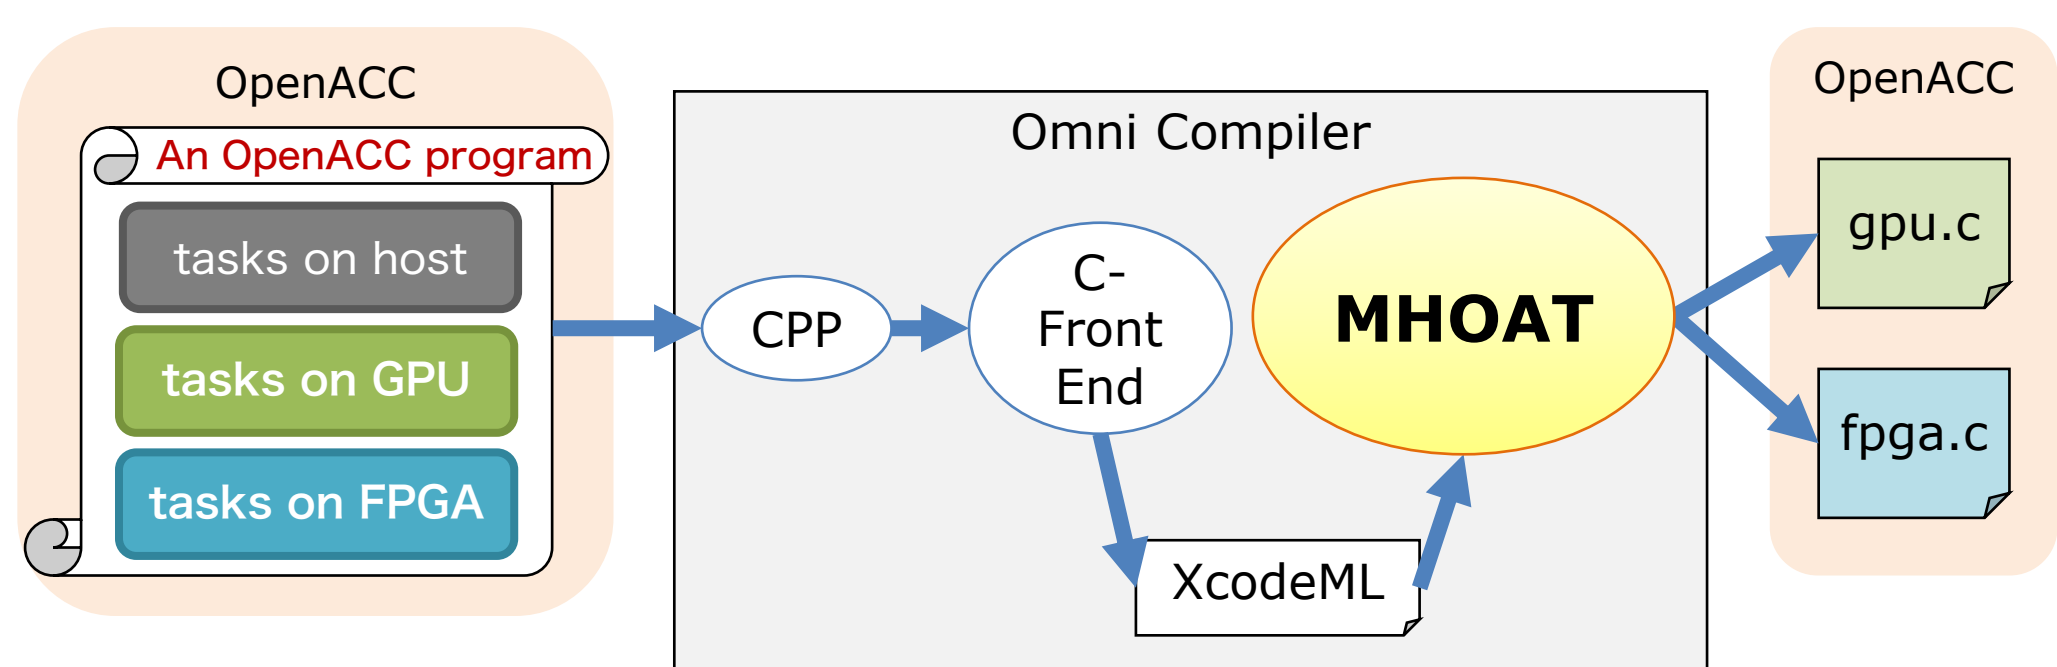 OpenACC
An OpenACC program
tasks on host
tasks on GPU
tasks on FPGA
Omni Compiler
CPP
C-
Front
End
XcodeML
MHOAT
OpenACC
gpu.c
fpga.c